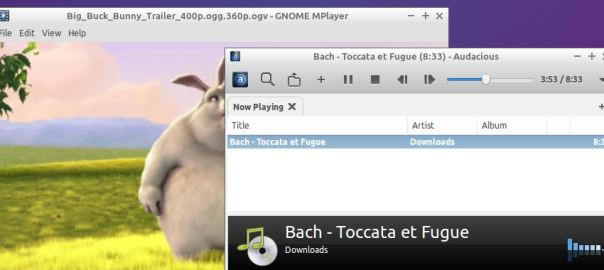 Big_Buck_Bunny_Trailer_400p.ogg.360p.ogv - GNOME MPlayer
File Edit View Help
Bach - Toccata et Fugue (8:33) - Audacious
3:53 / 8:33
Now Playing
Title Artist Album
Bach - Toccata et Fugue Downloads
Bach - Toccata et Fugue
Downloads